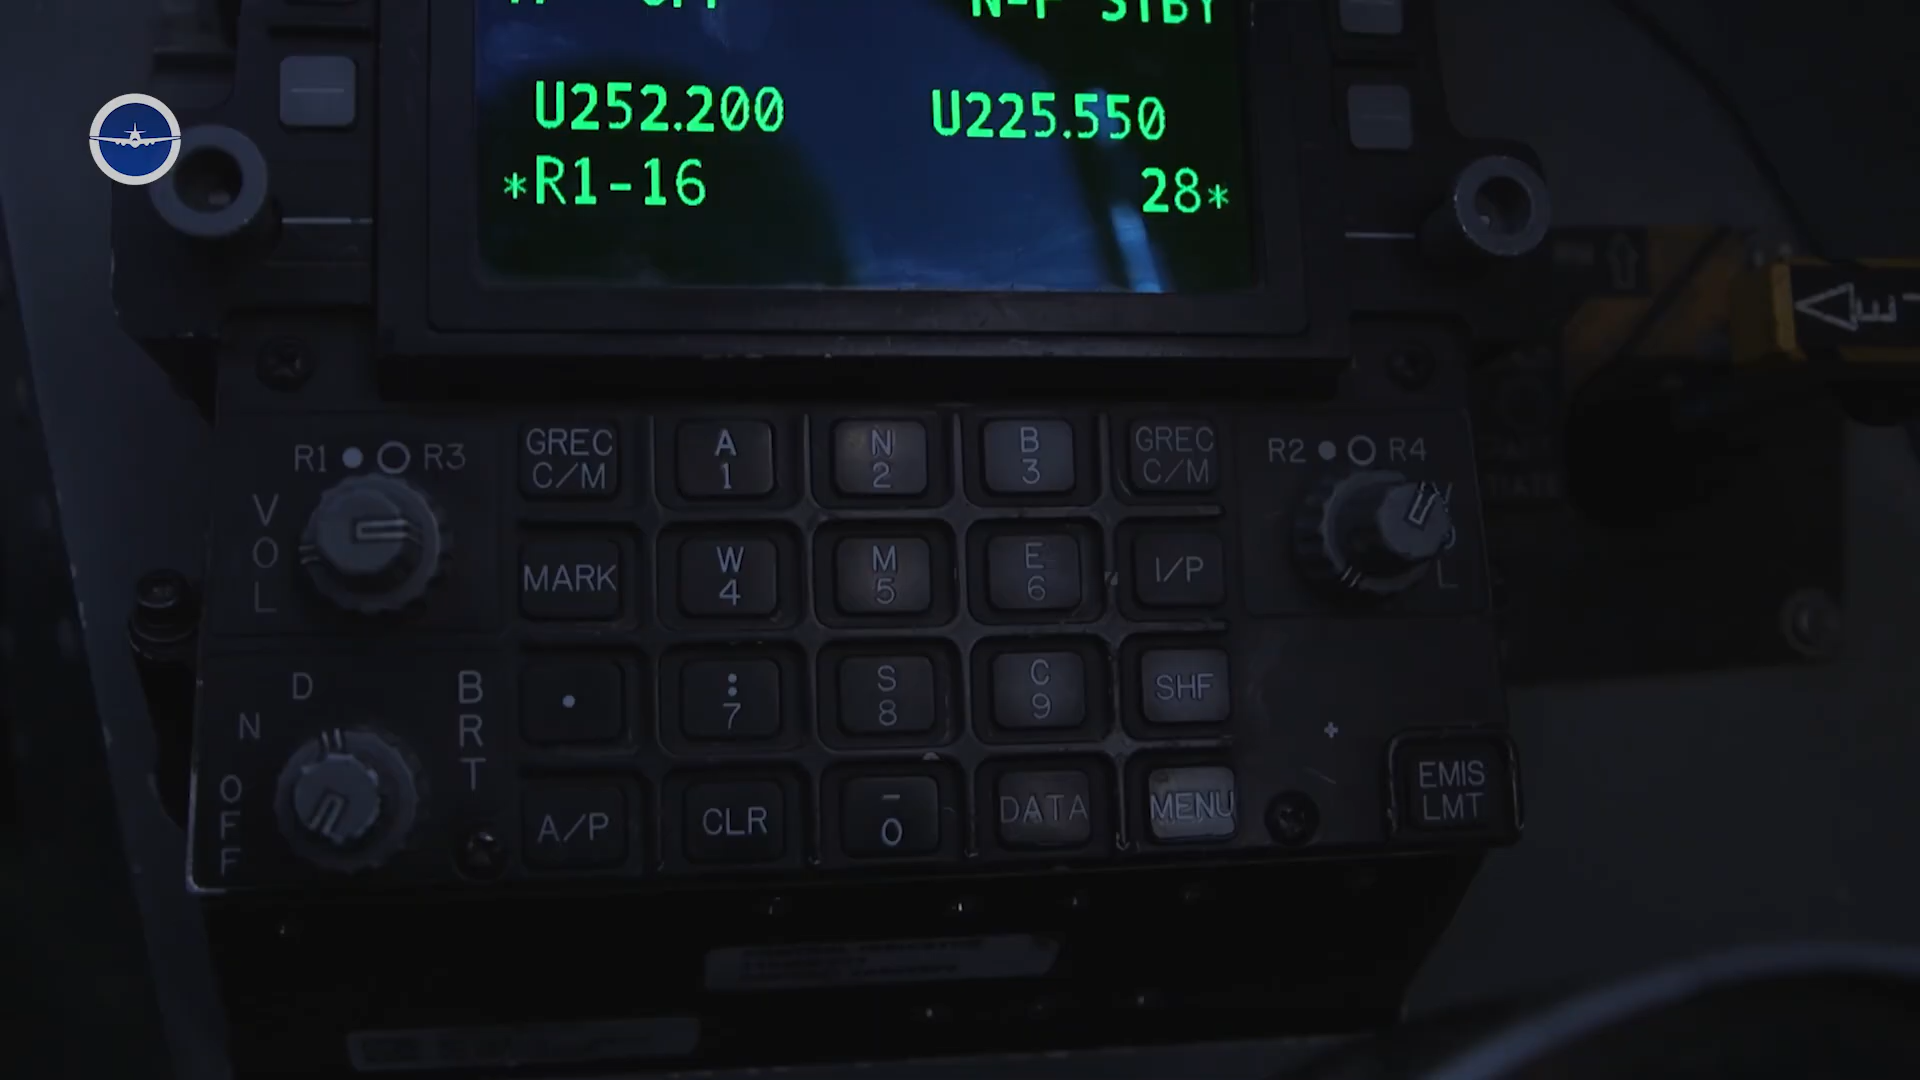 STBY
U252.200 U225.550
*R1-16 28*
R1 R3
GREC C/M
A 1
N 2
B 3
GREC C/M
R2 R4
VOL
MARK
W 4
M 5
E 6
I/P
VOL
D
N
OFF
BRT
.
: 7
S 8
C 9
SHF
A/P
CLR
- 0
DATA
MENU
EMIS LMT